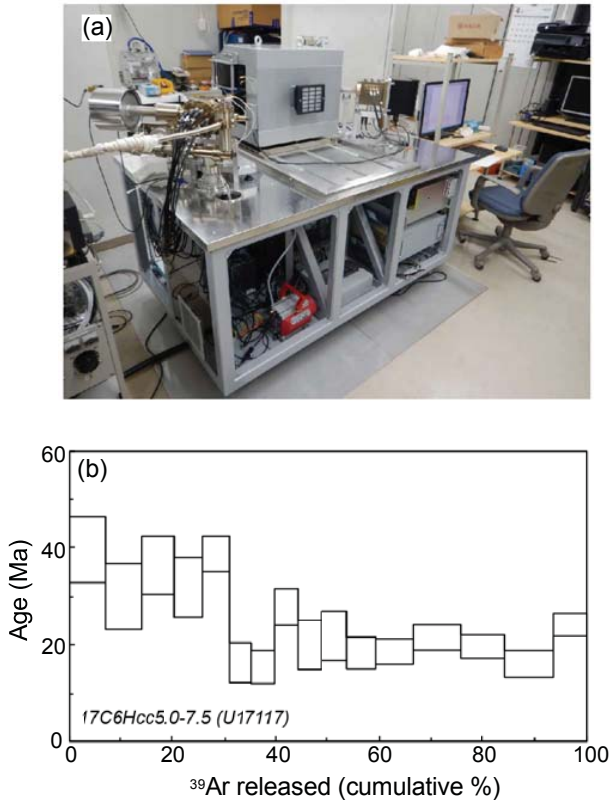 (a)
(b)
60
40
20
0
Age (Ma)
17C6Hcc5.0-7.5 (U17117)
0 20 40 60 80 100
³⁹Ar released (cumulative %)